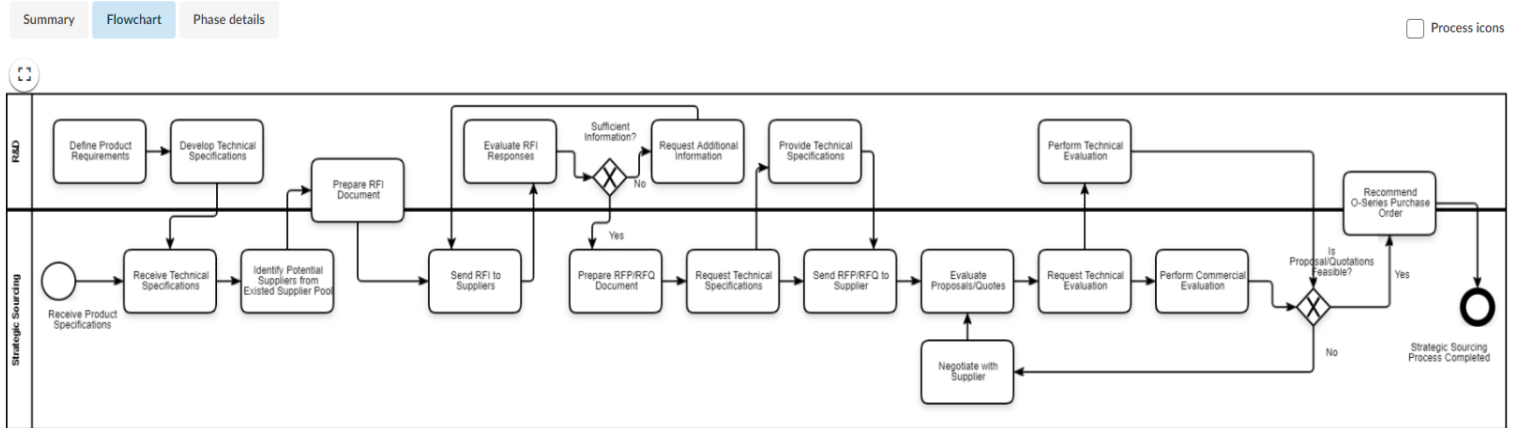 Summary
Flowchart
Phase details
Process icons
R&D
Define Product
Requirements
Develop Technical
Specifications
Prepare RFI
Document
Evaluate RFI
Responses
Sufficient
Information?
No
Yes
Request Additional
Information
Provide Technical
Specifications
Perform Technical
Evaluation
Recommend
O-Series Purchase
Order
Strategic Sourcing
Receive Product
Specifications
Receive Technical
Specifications
Identify Potential
Suppliers from
Existed Supplier Pool
Send RFI to
Suppliers
Prepare RFP/RFQ
Document
Request Technical
Specifications
Send RFP/RFQ to
Supplier
Evaluate
Proposals/Quotes
Request Technical
Evaluation
Perform Commercial
Evaluation
Is
Proposal/Quotations
Feasible?
Yes
No
Negotiate with
Supplier
Strategic Sourcing
Process Completed